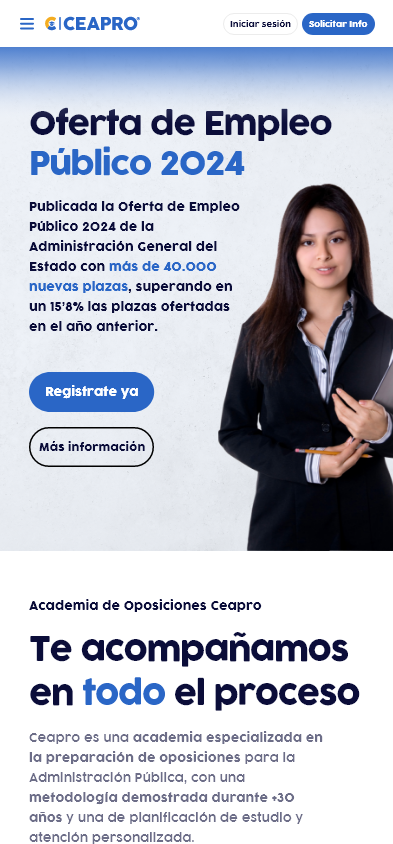 CEAPRO
Iniciar sesión
Solicitar Info
Oferta de Empleo
Público 2024
Publicada la Oferta de Empleo
Público 2024 de la
Administración General del
Estado con más de 40.000
nuevas plazas, superando en
un 15'8% las plazas ofertadas
en el año anterior.
Registrate ya
Más información
Academia de Oposiciones Ceapro
Te acompañamos
en todo el proceso
Ceapro es una academia especializada en
la preparación de oposiciones para la
Administración Pública, con una
metodología demostrada durante +30
años y una de planificación de estudio y
atención personalizada.